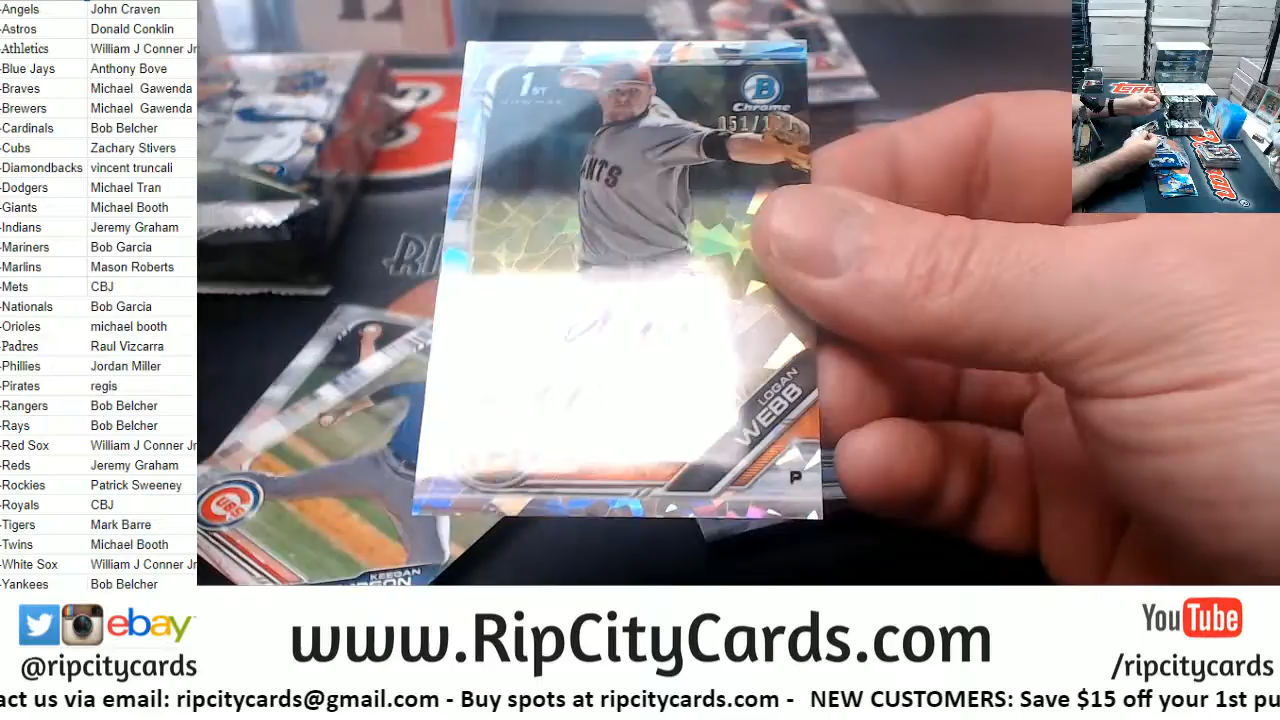 -Angels John Craven
-Astros Donald Conklin
-Athletics William J Conner Jr
-Blue Jays Anthony Bove
-Braves Michael Gawenda
-Brewers Michael Gawenda
-Cardinals Bob Belcher
-Cubs Zachary Stivers
-Diamondbacks vincent truncali
-Dodgers Michael Tran
-Giants Michael Booth
-Indians Jeremy Graham
-Mariners Bob Garcia
-Marlins Mason Roberts
-Mets CBJ
-Nationals Bob Garcia
-Orioles michael booth
-Padres Raul Vizcarra
-Phillies Jordan Miller
-Pirates regis
-Rangers Bob Belcher
-Rays Bob Belcher
-Red Sox William J Conner Jr
-Reds Jeremy Graham
-Rockies Patrick Sweeney
-Royals CBJ
-Tigers Mark Barre
-Twins Michael Booth
-White Sox William J Conner Jr
-Yankees Bob Belcher
1ST
BOWMAN
B
Chrome
ANTS
LOGAN
WEBB
P
CUBS
KEEGAN
Topps
ebay
@ripcitycards
www.RipCityCards.com
YouTube
/ripcitycards
act us via email: ripcitycards@gmail.com - Buy spots at ripcitycards.com - NEW CUSTOMERS: Save $15 off your 1st pu